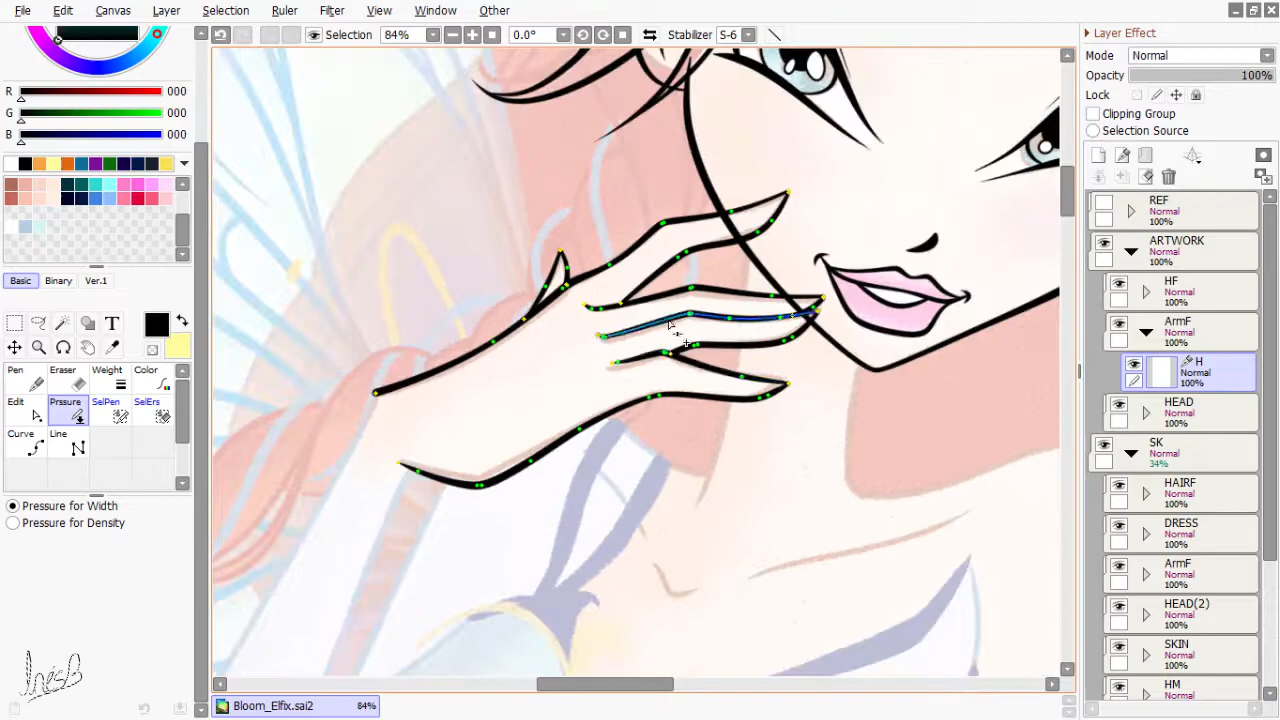 File Edit Canvas Layer Selection Ruler Filter View Window Other
Selection 84% 0.0° Stabilizer S-6
R 000
G 000
B 000
Basic Binary Ver.1
Pen Eraser Weight Color
Edit Prssure SelPen SelErs
Curve Line
Pressure for Width
Pressure for Density
Bloom_Elfix.sai2 84%
Layer Effect
Mode Normal
Opacity 100%
Lock
Clipping Group
Selection Source
REF
Normal
100%
ARTWORK
Normal
100%
HF
Normal
100%
ArmF
Normal
100%
H
Normal
100%
HEAD
Normal
100%
SK
Normal
34%
HAIRF
Normal
100%
DRESS
Normal
100%
ArmF
Normal
100%
HEAD(2)
Normal
100%
SKIN
Normal
100%
HM
Normal
100%